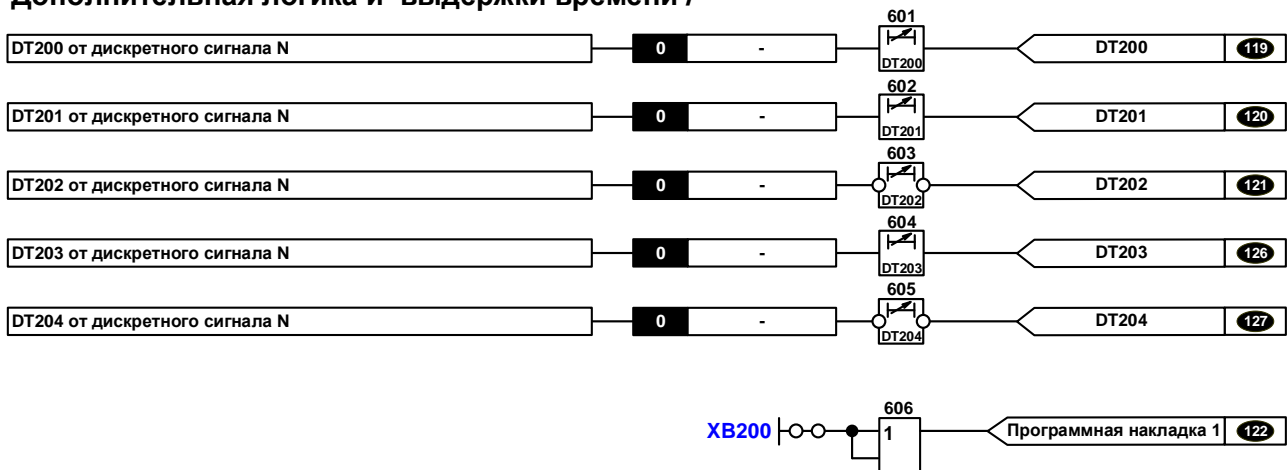 Дополнительная логика и выдержки времени /
601
DT200 от дискретного сигнала N 0 - DT200 DT200 119
602
DT201 от дискретного сигнала N 0 - DT201 DT201 120
603
DT202 от дискретного сигнала N 0 - DT202 DT202 121
604
DT203 от дискретного сигнала N 0 - DT203 DT203 126
605
DT204 от дискретного сигнала N 0 - DT204 DT204 127
606
XB200 1 Программная накладка 1 122